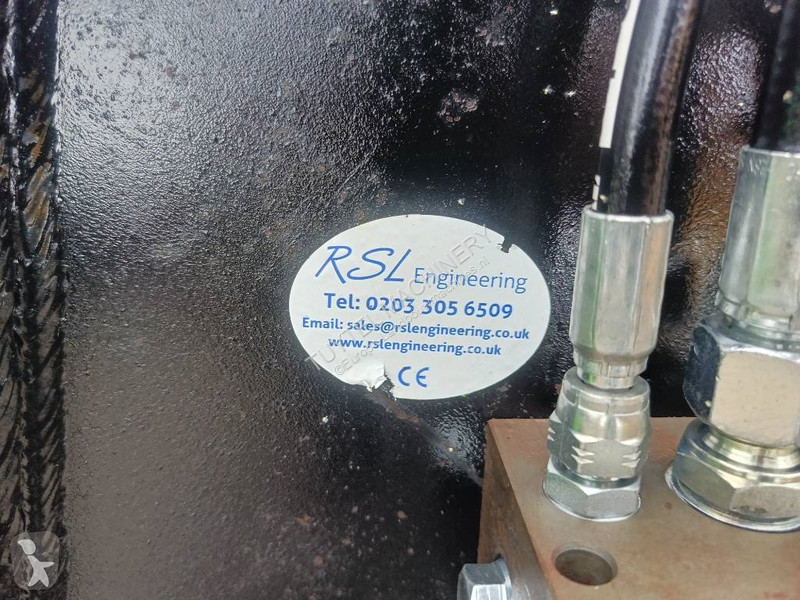 RSL Engineering
Tel: 0203 305 6509
Email: sales@rslengineering.co.uk
www.rslengineering.co.uk
CE